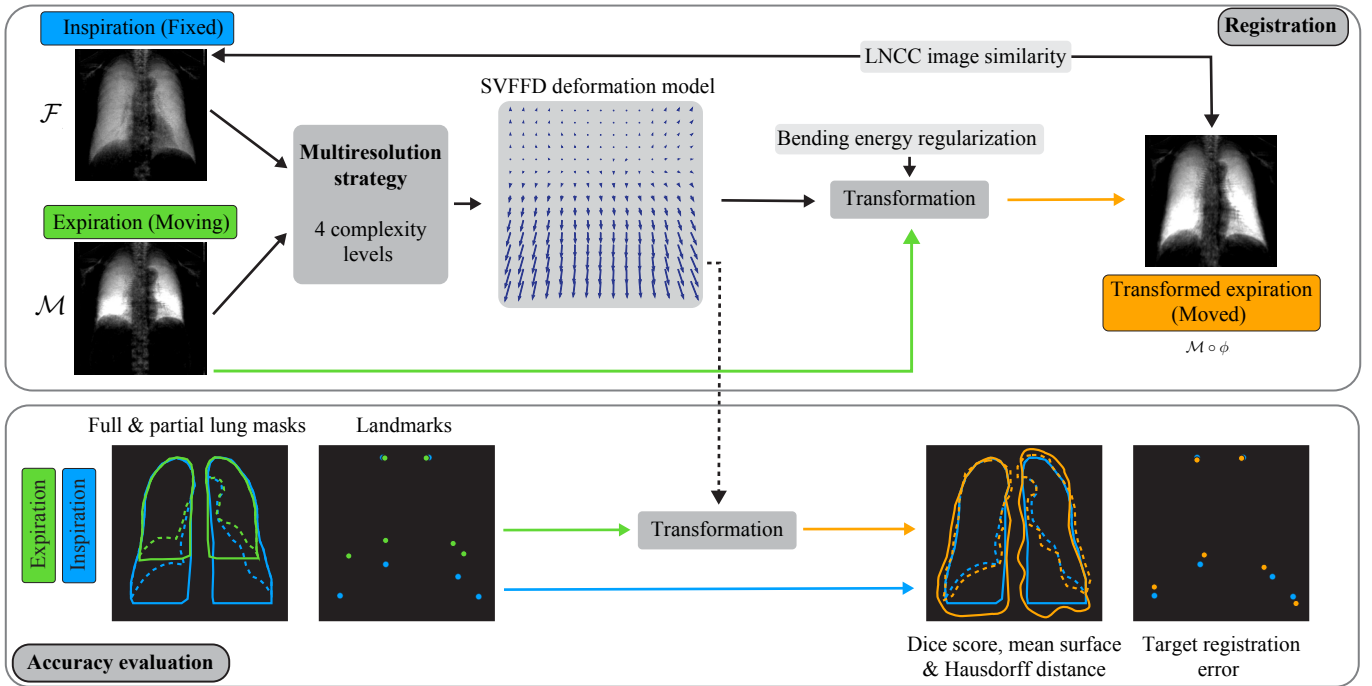 Inspiration (Fixed)
Registration
LNCC image similarity
SVFFD deformation model
ℱ
Bending energy regularization
Multiresolution
strategy
4 complexity
levels
Transformation
Expiration (Moving)
ℳ
Transformed expiration
(Moved)
ℳ ∘ ϕ
Full & partial lung masks
Landmarks
Expiration
Inspiration
Transformation
Dice score, mean surface
& Hausdorff distance
Target registration
error
Accuracy evaluation